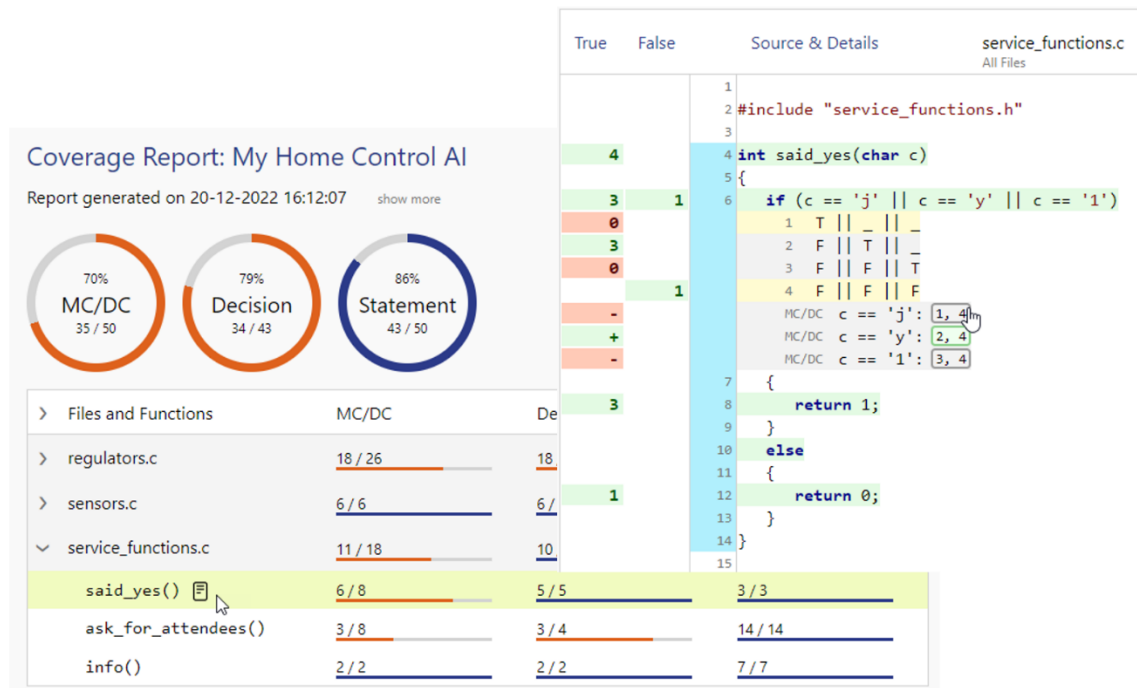 Coverage Report: My Home Control AI
Report generated on 20-12-2022 16:12:07 show more
70%
MC/DC
35 / 50
79%
Decision
34 / 43
86%
Statement
43 / 50
Files and Functions MC/DC De
regulators.c 18 / 26 18
sensors.c 6 / 6 6 /
service_functions.c 11 / 18 10
said_yes() 6 / 8 5 / 5 3 / 3
ask_for_attendees() 3 / 8 3 / 4 14 / 14
info() 2 / 2 2 / 2 7 / 7
True False Source & Details service_functions.c
All Files
1
2 #include "service_functions.h"
3
4 4 int said_yes(char c)
5 {
3 1 6 if (c == 'j' || c == 'y' || c == '1')
0 1 T || _ || _
3 2 F || T || _
0 3 F || F || T
1 4 F || F || F
- MC/DC c == 'j': 1, 4
+ MC/DC c == 'y': 2, 4
- MC/DC c == '1': 3, 4
7 {
3 8 return 1;
9 }
10 else
11 {
1 12 return 0;
13 }
14 }
15